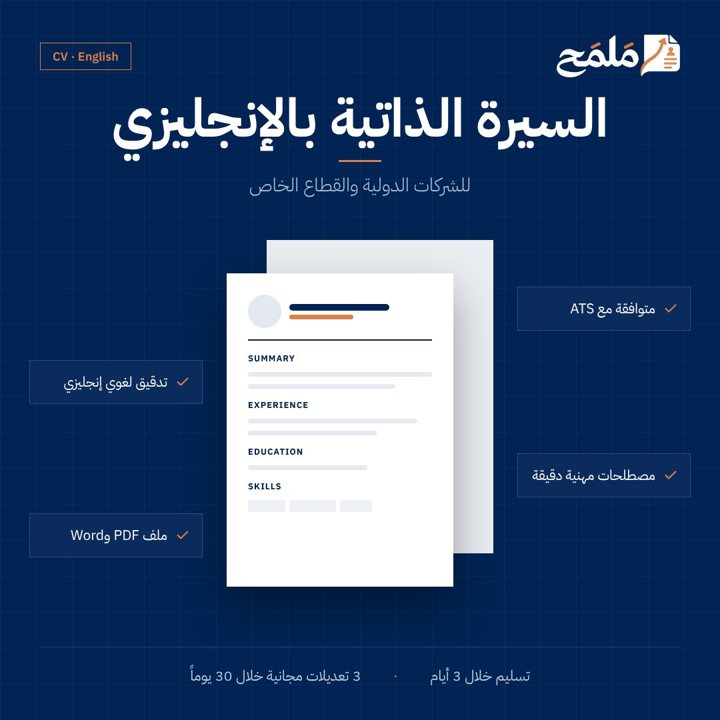 مَلمَح
CV · English
السيرة الذاتية بالإنجليزي
للشركات الدولية والقطاع الخاص
متوافقة مع ATS
تدقيق لغوي إنجليزي
مصطلحات مهنية دقيقة
ملف PDF وWord
SUMMARY
EXPERIENCE
EDUCATION
SKILLS
تسليم خلال 3 أيام · 3 تعديلات مجانية خلال 30 يوماً